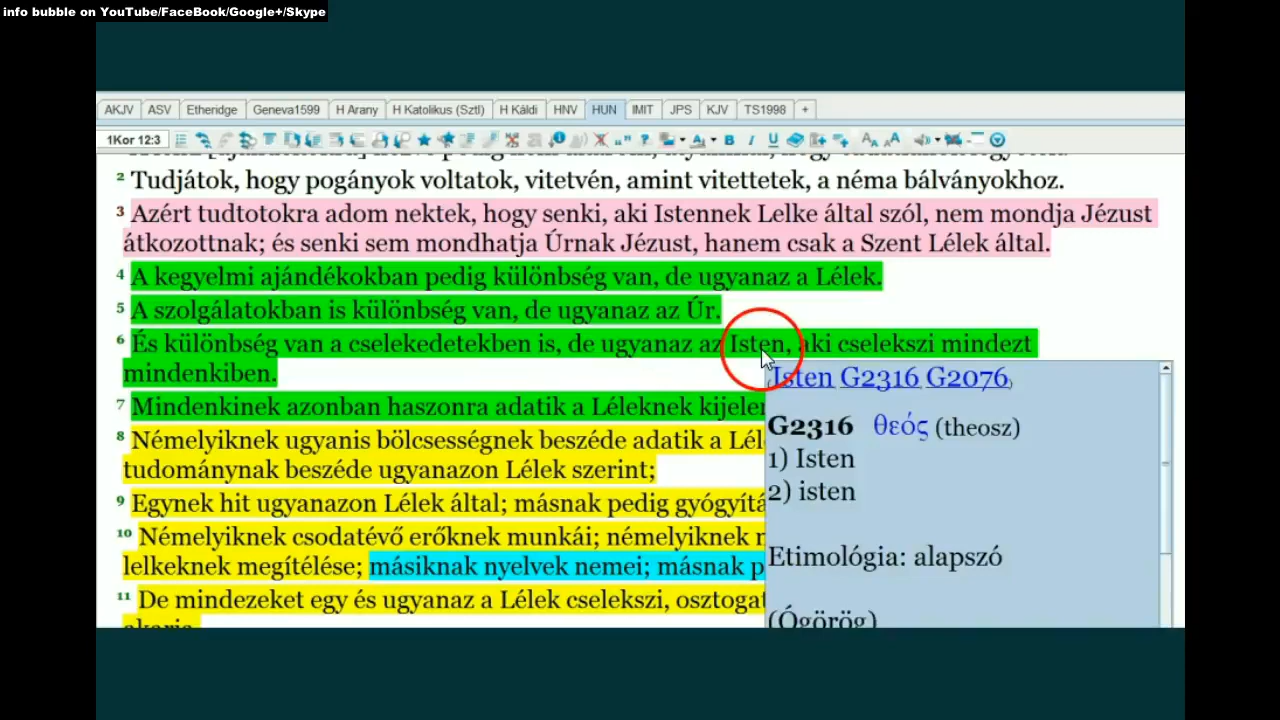 info bubble on YouTube/FaceBook/Google+/Skype
AKJV ASV Etheridge Geneva1599 H Arany H Katolikus (Sztl) H Káldi HNV HUN IMIT JPS KJV TS1998 +
1Kor 12:3
2 Tudjátok, hogy pogányok voltatok, vitetvén, amint vitettetek, a néma bálványokhoz.
3 Azért tudtotokra adom nektek, hogy senki, aki Istennek Lelke által szól, nem mondja Jézust
átkozottnak; és senki sem mondhatja Úrnak Jézust, hanem csak a Szent Lélek által.
4 A kegyelmi ajándékokban pedig különbség van, de ugyanaz a Lélek.
5 A szolgálatokban is különbség van, de ugyanaz az Úr.
6 És különbség van a cselekedetekben is, de ugyanaz az Isten, aki cselekszi mindezt
mindenkiben.
7 Mindenkinek azonban haszonra adatik a Léleknek
8 Némelyiknek ugyanis bölcsességnek beszéde adatik a
tudománynak beszéde ugyanazon Lélek szerint;
9 Egynek hit ugyanazon Lélek által; másnak pedig
10 Némelyiknek csodatévő erőknek munkái; némelyiknek
lelkeknek megítélése; másiknak nyelvek nemei; másnak
11 De mindezeket egy és ugyanaz a Lélek cselekszi,
Isten G2316 G2076
G2316 θεός (theosz)
1) Isten
2) isten
Etimológia: alapszó
(Ógörög)